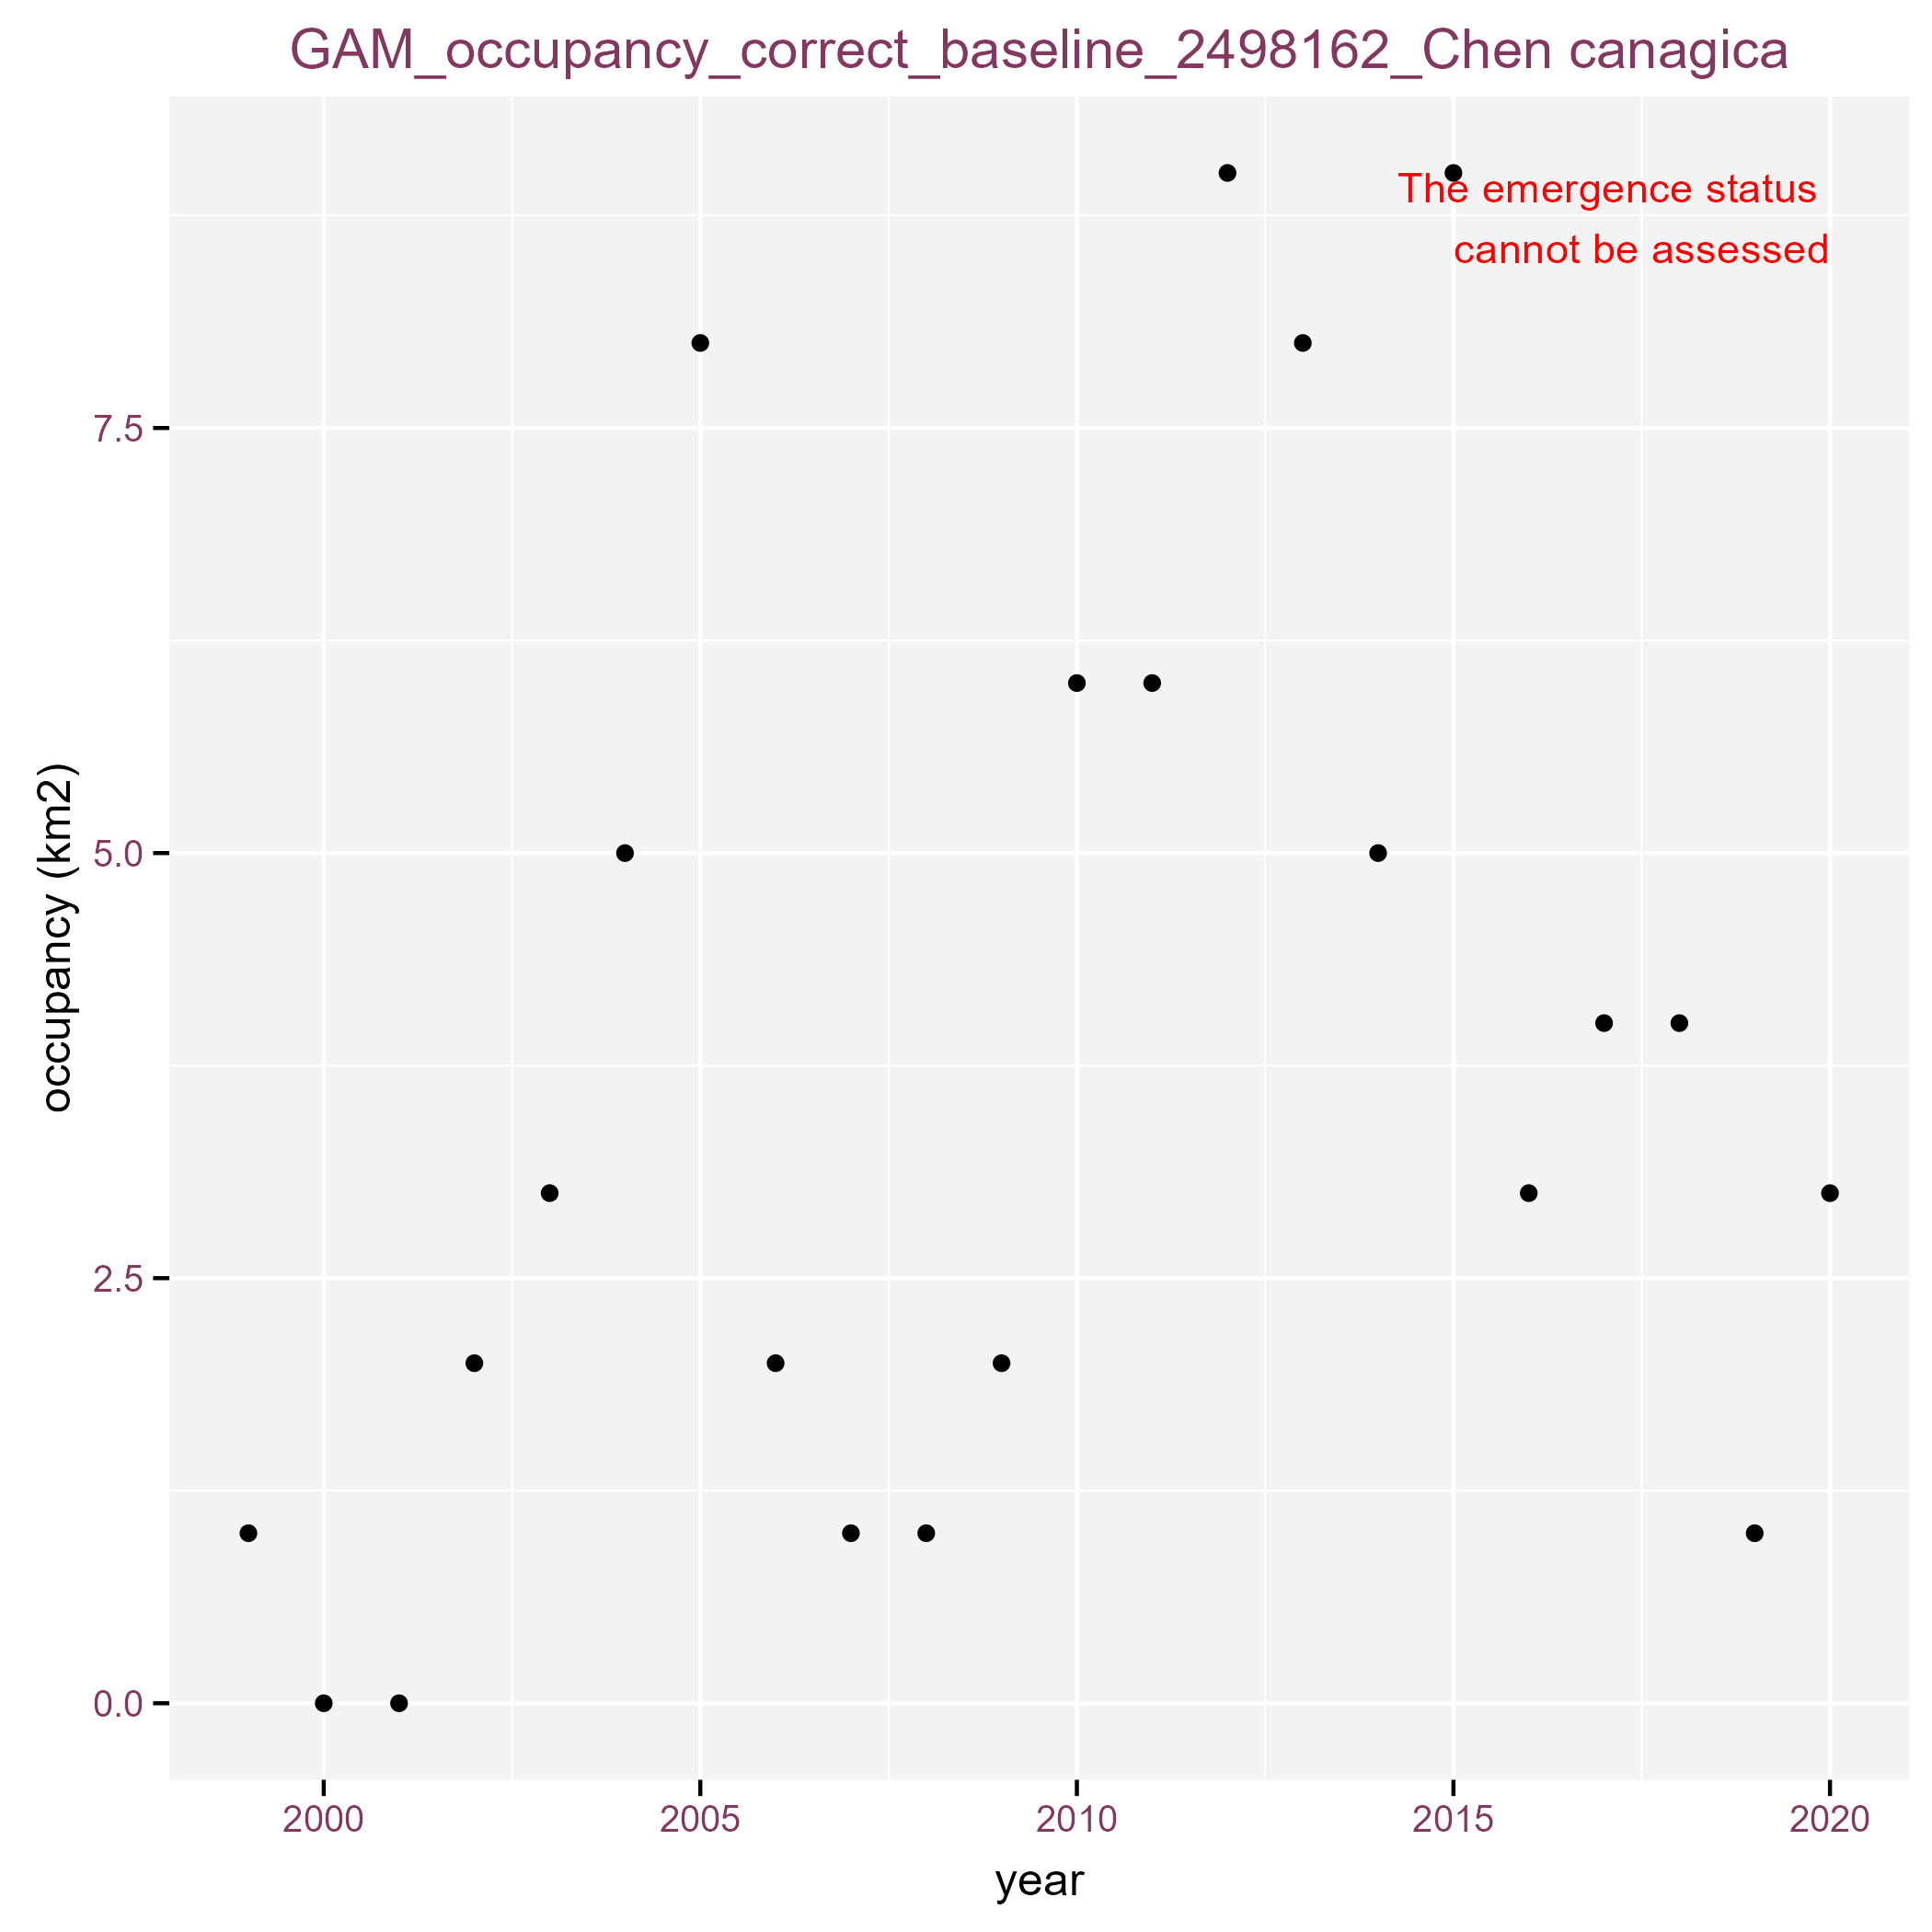 GAM_occupancy_correct_baseline_2498162_Chen canagica
The emergence status
cannot be assessed
7.5
5.0
2.5
0.0
occupancy (km2)
2000 2005 2010 2015 2020
year